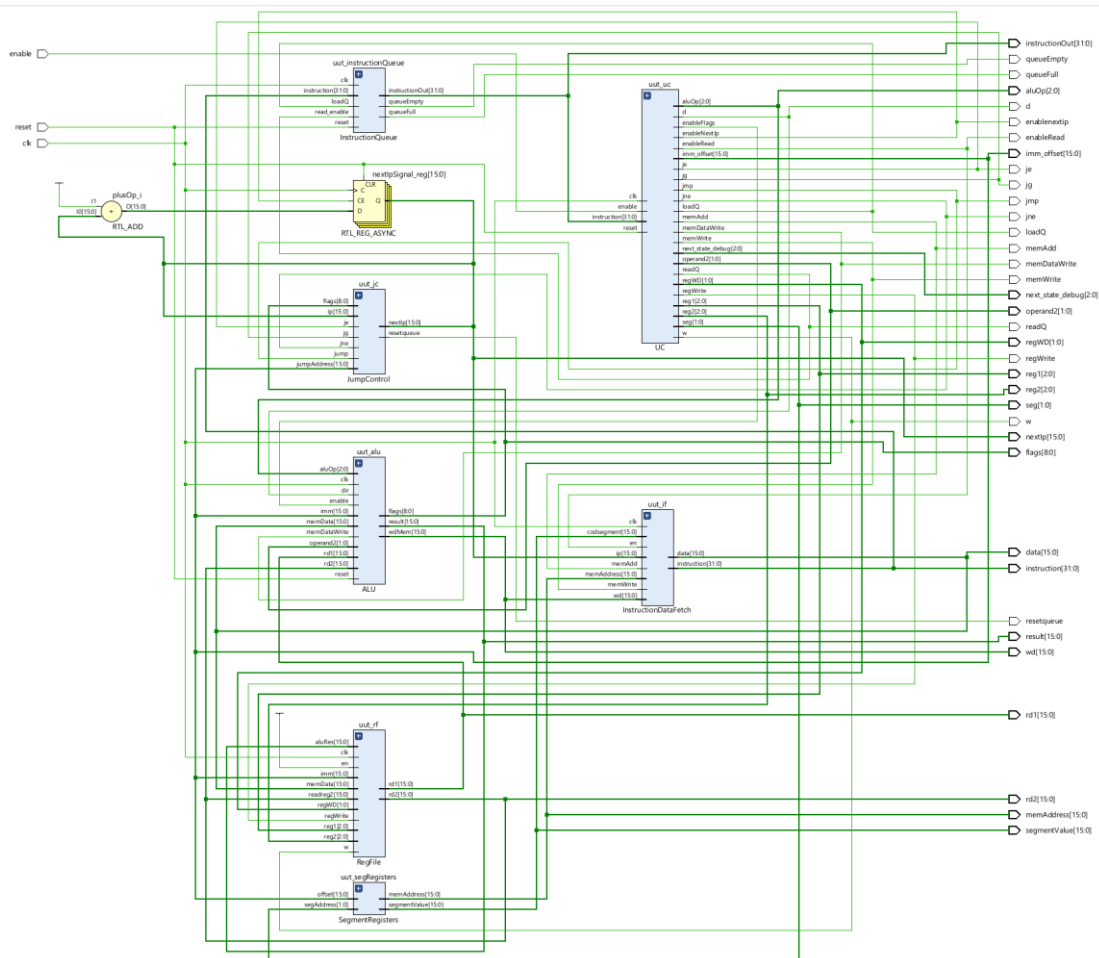 enable
reset
clk
plusOp_i
I1
I0[15:0]
O[15:0]
+
RTL_ADD
uut_instructionQueue
clk
instruction[31:0]
loadQ
read_enable
reset
instructionOut[31:0]
queueEmpty
queueFull
InstructionQueue
nextIpSignal_reg[15:0]
CLR
C
CE
D
Q
RTL_REG_ASYNC
uut_jc
flags[8:0]
ip[15:0]
je
jg
jne
jump
jumpAddress[15:0]
nextIp[15:0]
resetqueue
JumpControl
uut_alu
aluOp[2:0]
clk
dir
enable
imm[15:0]
memData[15:0]
memDataWrite
operand2[1:0]
rd1[15:0]
rd2[15:0]
reset
flags[8:0]
result[15:0]
wdMem[15:0]
ALU
uut_rf
aluRes[15:0]
clk
en
imm[15:0]
memData[15:0]
readreg2[15:0]
regWD[1:0]
regWrite
reg1[2:0]
reg2[2:0]
w
rd1[15:0]
rd2[15:0]
RegFile
uut_segRegisters
offset[15:0]
segAddress[1:0]
memAddress[15:0]
segmentValue[15:0]
SegmentRegisters
uut_uc
clk
enable
instruction[31:0]
reset
aluOp[2:0]
d
enableFlags
enableNextIp
enableRead
imm_offset[15:0]
je
jg
jmp
jne
loadQ
memAdd
memDataWrite
memWrite
next_state_debug[2:0]
operand2[1:0]
readQ
regWD[1:0]
regWrite
reg1[2:0]
reg2[2:0]
seg[1:0]
w
UC
uut_if
clk
codsegment[15:0]
en
ip[15:0]
memAdd
memAddress[15:0]
memWrite
wd[15:0]
data[15:0]
instruction[31:0]
InstructionDataFetch
instructionOut[31:0]
queueEmpty
queueFull
aluOp[2:0]
d
enablenextip
enableRead
imm_offset[15:0]
je
jg
jmp
jne
loadQ
memAdd
memDataWrite
memWrite
next_state_debug[2:0]
operand2[1:0]
readQ
regWD[1:0]
regWrite
reg1[2:0]
reg2[2:0]
seg[1:0]
w
nextIp[15:0]
flags[8:0]
data[15:0]
instruction[31:0]
resetqueue
result[15:0]
wd[15:0]
rd1[15:0]
rd2[15:0]
memAddress[15:0]
segmentValue[15:0]